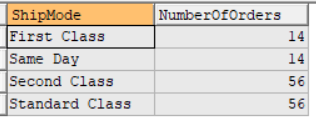 ShipMode NumberOfOrders
First Class 14
Same Day 14
Second Class 56
Standard Class 56